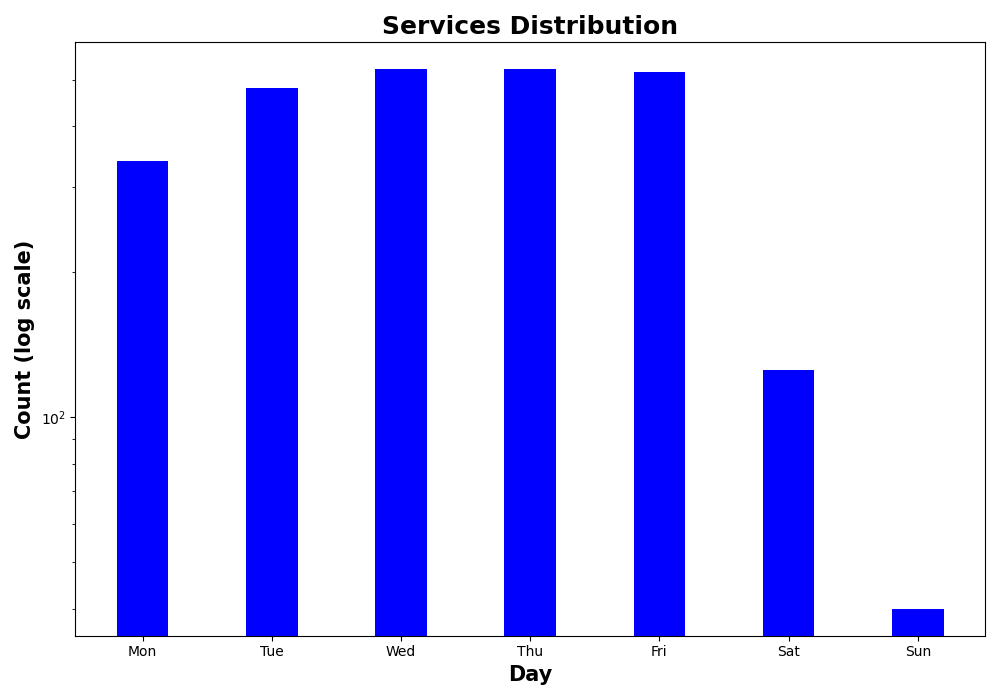 Services Distribution
Count (log scale)
10²
Mon Tue Wed Thu Fri Sat Sun
Day